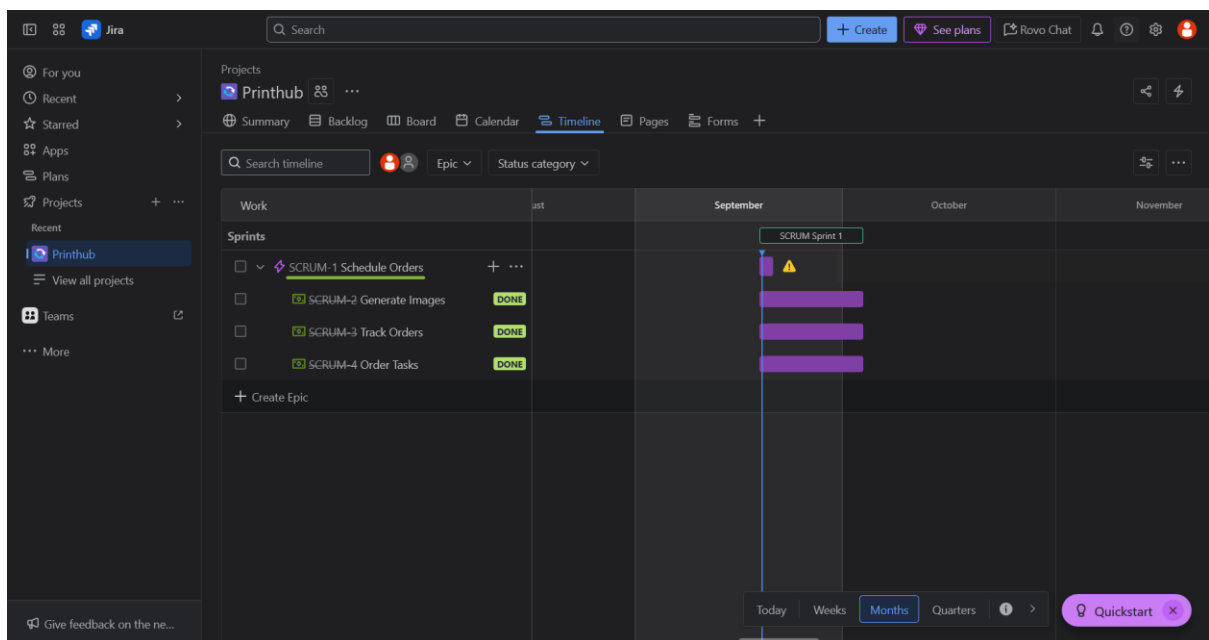 Jira
Search
+ Create
See plans
Rovo Chat
For you
Recent
Starred
Apps
Plans
Projects
Recent
Printhub
View all projects
Teams
More
Give feedback on the ne...
Projects
Printhub
Summary
Backlog
Board
Calendar
Timeline
Pages
Forms
Search timeline
Epic
Status category
Work
ust
September
October
November
Sprints
SCRUM Sprint 1
SCRUM-1 Schedule Orders
SCRUM-2 Generate Images DONE
SCRUM-3 Track Orders DONE
SCRUM-4 Order Tasks DONE
+ Create Epic
Today
Weeks
Months
Quarters
Quickstart